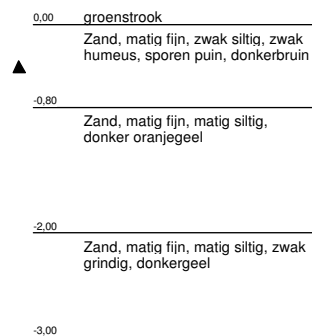 0,00 groenstrook
Zand, matig fijn, zwak siltig, zwak
humeus, sporen puin, donkerbruin
-0,80
Zand, matig fijn, matig siltig,
donker oranjegeel
-2,00
Zand, matig fijn, matig siltig, zwak
grindig, donkergeel
-3,00